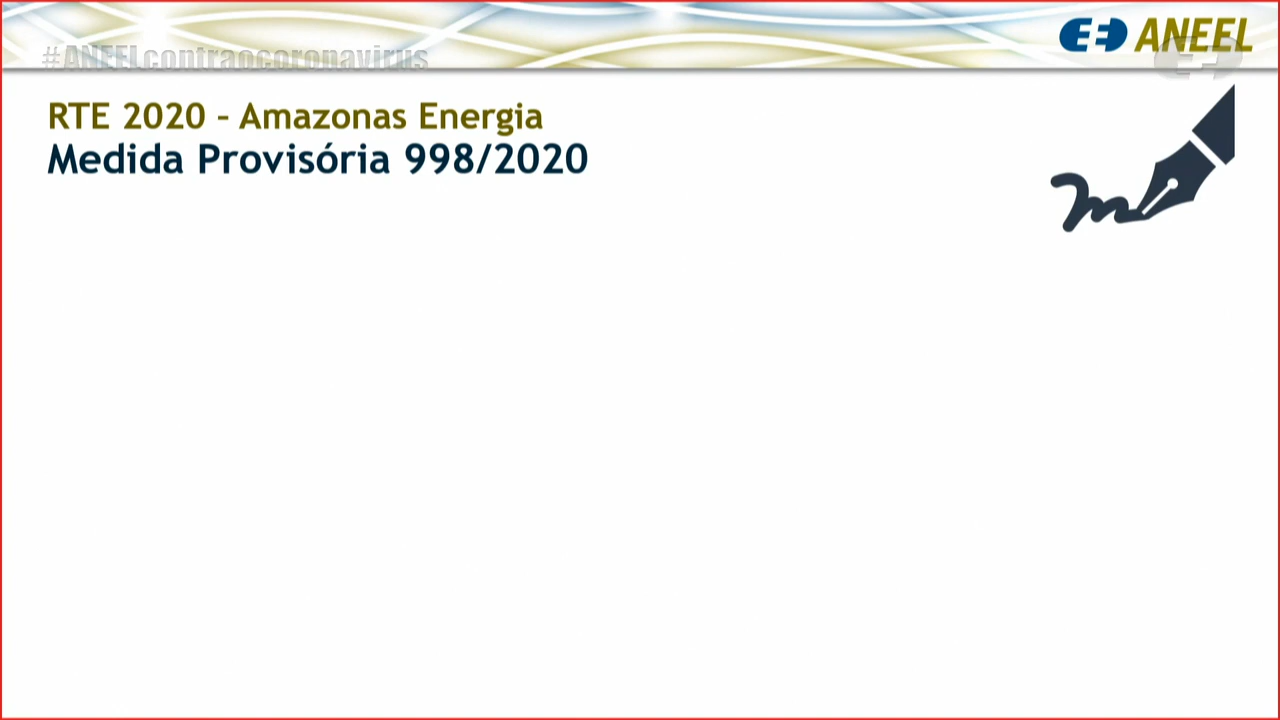 #ANEELcontraocoronavirus
ANEEL
RTE 2020 – Amazonas Energia
Medida Provisória 998/2020